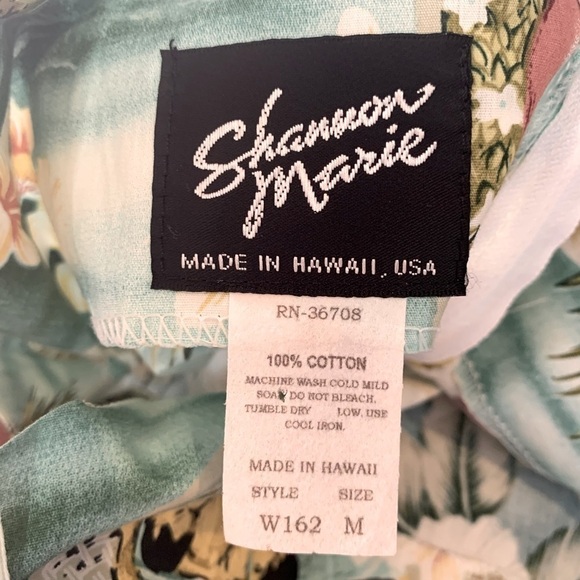 Shannon
Marie
MADE IN HAWAII, USA
RN-36708
100% COTTON
MACHINE WASH COLD MILD
SOAP DO NOT BLEACH.
TUMBLE DRY LOW. USE
COOL IRON.
MADE IN HAWAII
STYLE SIZE
W162 M